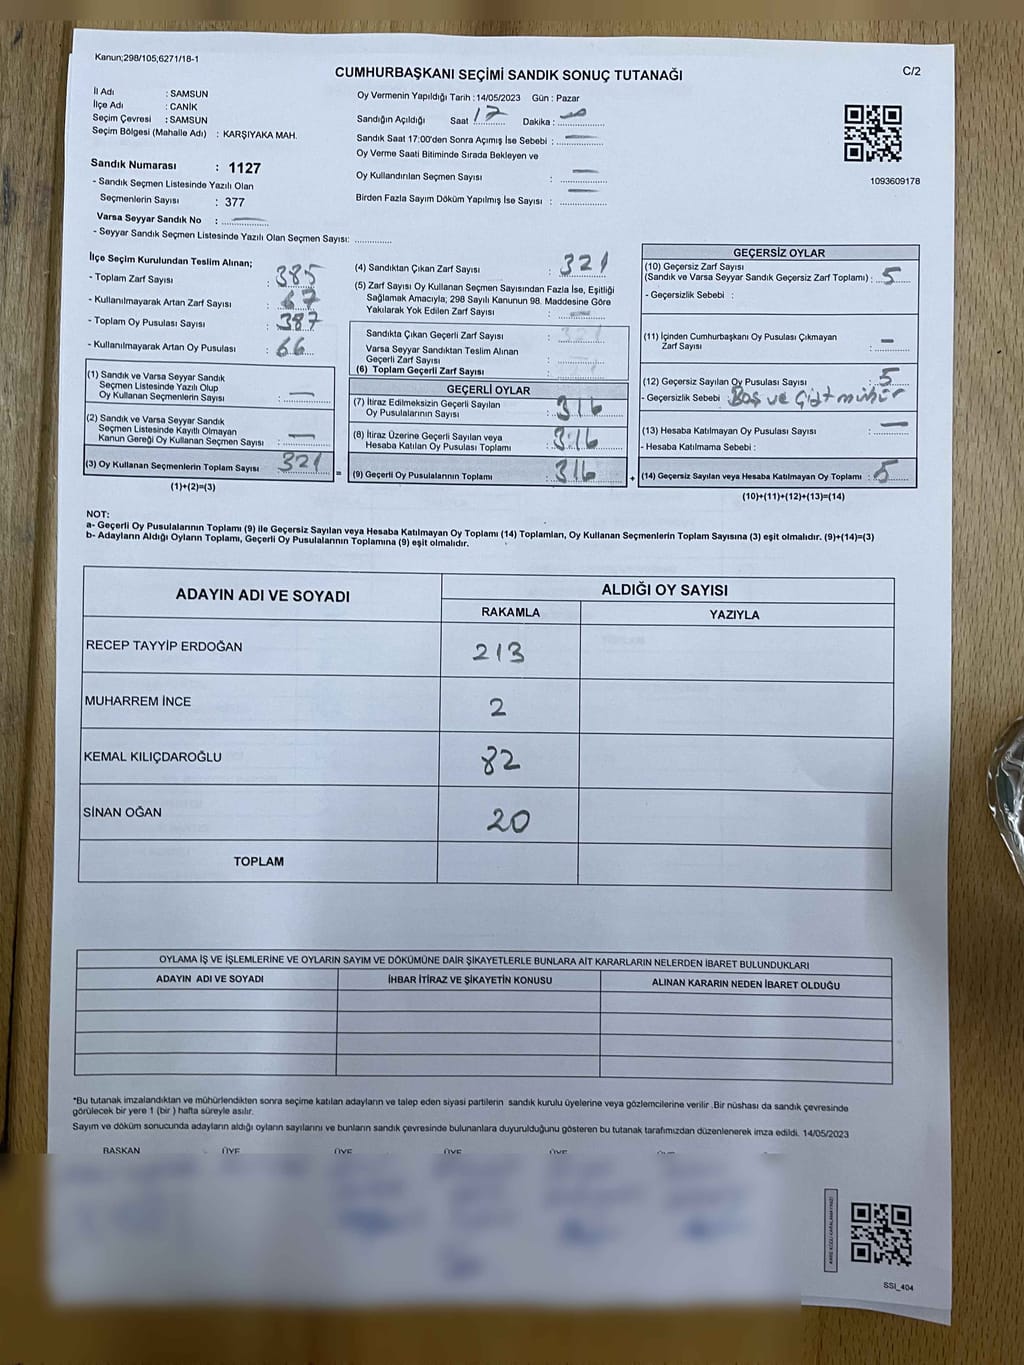 Kanun;298/105;6271/18-1
CUMHURBAŞKANI SEÇİMİ SANDIK SONUÇ TUTANAĞI
C/2
İl Adı : SAMSUN
İlçe Adı : CANİK
Seçim Çevresi : SAMSUN
Seçim Bölgesi (Mahalle Adı) : KARŞIYAKA MAH.
Sandık Numarası : 1127
- Sandık Seçmen Listesinde Yazılı Olan
Seçmenlerin Sayısı : 377
Varsa Seyyar Sandık No : —
- Seyyar Sandık Seçmen Listesinde Yazılı Olan Seçmen Sayısı: ............
Oy Vermenin Yapıldığı Tarih :14/05/2023 Gün : Pazar
Sandığın Açıldığı Saat 17 Dakika :
Sandık Saat 17:00'den Sonra Açımış İse Sebebi : —
Oy Verme Saati Bitiminde Sırada Bekleyen ve
Oy Kullandırılan Seçmen Sayısı : —
Birden Fazla Sayım Döküm Yapılmış İse Sayısı : —
1093609178
İlçe Seçim Kurulundan Teslim Alınan;
- Toplam Zarf Sayısı : 385
- Kullanılmayarak Artan Zarf Sayısı : 67
- Toplam Oy Pusulası Sayısı : 387
- Kullanılmayarak Artan Oy Pusulası : 66
(1) Sandık ve Varsa Seyyar Sandık
Seçmen Listesinde Yazılı Olup
Oy Kullanan Seçmenlerin Sayısı : —
(2) Sandık ve Varsa Seyyar Sandık
Seçmen Listesinde Kayıtlı Olmayan
Kanun Gereği Oy Kullanan Seçmen Sayısı : —
(3) Oy Kullanan Seçmenlerin Toplam Sayısı : 321
(1)+(2)=(3)
=
(4) Sandıktan Çıkan Zarf Sayısı : 321
(5) Zarf Sayısı Oy Kullanan Seçmen Sayısından Fazla İse, Eşitliği
Sağlamak Amacıyla; 298 Sayılı Kanunun 98. Maddesine Göre
Yakılarak Yok Edilen Zarf Sayısı : —
Sandıkta Çıkan Geçerli Zarf Sayısı :
Varsa Seyyar Sandıktan Teslim Alınan
Geçerli Zarf Sayısı :
(6) Toplam Geçerli Zarf Sayısı :
GEÇERLİ OYLAR
(7) İtiraz Edilmeksizin Geçerli Sayılan
Oy Pusulalarının Sayısı : 316
(8) İtiraz Üzerine Geçerli Sayılan veya
Hesaba Katılan Oy Pusulası Toplamı : 316
(9) Geçerli Oy Pusulalarının Toplamı : 316
+
GEÇERSİZ OYLAR
(10) Geçersiz Zarf Sayısı
(Sandık ve Varsa Seyyar Sandık Geçersiz Zarf Toplamı) : 5
- Geçersizlik Sebebi :
(11) İçinden Cumhurbaşkanı Oy Pusulası Çıkmayan
Zarf Sayısı : —
(12) Geçersiz Sayılan Oy Pusulası Sayısı : 5
- Geçersizlik Sebebi : Boş ve Çift mühür
(13) Hesaba Katılmayan Oy Pusulası Sayısı : —
- Hesaba Katılmama Sebebi :
(14) Geçersiz Sayılan veya Hesaba Katılmayan Oy Toplamı : 5
(10)+(11)+(12)+(13)=(14)
NOT:
a- Geçerli Oy Pusulalarının Toplamı (9) ile Geçersiz Sayılan veya Hesaba Katılmayan Oy Toplamı (14) Toplamları, Oy Kullanan Seçmenlerin Toplam Sayısına (3) eşit olmalıdır. (9)+(14)=(3)
b- Adayların Aldığı Oyların Toplamı, Geçerli Oy Pusulalarının Toplamına (9) eşit olmalıdır.
ADAYIN ADI VE SOYADI
ALDIĞI OY SAYISI
RAKAMLA YAZIYLA
RECEP TAYYİP ERDOĞAN 213
MUHARREM İNCE 2
KEMAL KILIÇDAROĞLU 82
SİNAN OĞAN 20
TOPLAM
OYLAMA İŞ VE İŞLEMLERİNE VE OYLARIN SAYIM VE DÖKÜMÜNE DAİR ŞİKAYETLERLE BUNLARA AİT KARARLARIN NELERDEN İBARET BULUNDUKLARI
ADAYIN ADI VE SOYADI İHBAR İTİRAZ VE ŞİKAYETİN KONUSU ALINAN KARARIN NEDEN İBARET OLDUĞU
*Bu tutanak imzalandıktan ve mühürlendikten sonra seçime katılan adayların ve talep eden siyasi partilerin sandık kurulu üyelerine veya gözlemcilerine verilir .Bir nüshası da sandık çevresinde
görülecek bir yere 1 (bir ) hafta süreyle asılır.
Sayım ve döküm sonucunda adayların aldığı oyların sayılarını ve bunların sandık çevresinde bulunanlara duyurulduğunu gösteren bu tutanak tarafımızdan düzenlenerek imza edildi. 14/05/2023
BAŞKAN ÜYE ÜYE ÜYE ÜYE
SSI_404